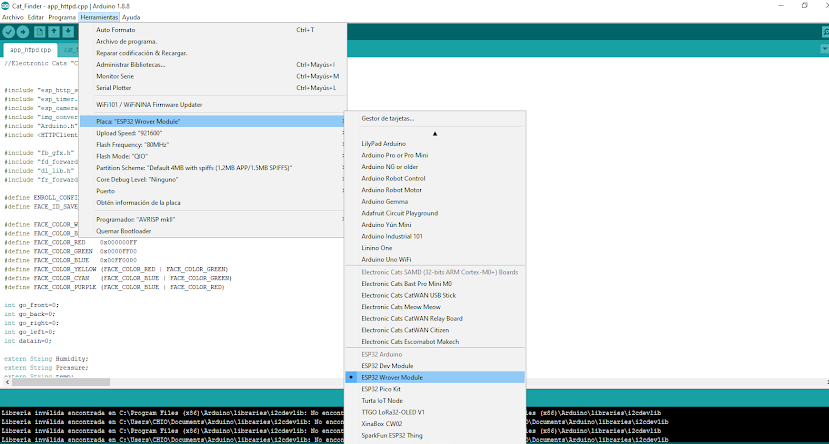 Cat_Finder - app_httpd.cpp | Arduino 1.8.8
Archivo Editar Programa Herramientas Ayuda
Auto Formato Ctrl+T
Archivo de programa.
Reparar codificación & Recargar.
Administrar Bibliotecas... Ctrl+Mayús+I
Monitor Serie Ctrl+Mayús+M
Serial Plotter Ctrl+Mayús+L
WiFi101 / WiFiNINA Firmware Updater
Placa: "ESP32 Wrover Module"
Upload Speed: "921600"
Flash Frequency: "80MHz"
Flash Mode: "QIO"
Partition Scheme: "Default 4MB with spiffs (1.2MB APP/1.5MB SPIFFS)"
Core Debug Level: "Ninguno"
Puerto
Obtén información de la placa
Programador: "AVRISP mkII"
Quemar Bootloader
Gestor de tarjetas...
LilyPad Arduino
Arduino Pro or Pro Mini
Arduino NG or older
Arduino Robot Control
Arduino Robot Motor
Arduino Gemma
Adafruit Circuit Playground
Arduino Yún Mini
Arduino Industrial 101
Linino One
Arduino Uno WiFi
Electronic Cats SAMD (32-bits ARM Cortex-M0+) Boards
Electronic Cats Bast Pro Mini M0
Electronic Cats CatWAN USB Stick
Electronic Cats Meow Meow
Electronic Cats CatWAN Relay Board
Electronic Cats CatWAN Citizen
Electronic Cats Escornabot Makech
ESP32 Arduino
ESP32 Dev Module
ESP32 Wrover Module
ESP32 Pico Kit
Turta IoT Node
TTGO LoRa32-OLED V1
XinaBox CW02
SparkFun ESP32 Thing
app_httpd.cpp cat_
//Electronic Cats "C
#include "esp_http_s
#include "esp_timer.
#include "esp_camera
#include "img_conver
#include "Arduino.h"
#include <HTTPClient
#include "fb_gfx.h"
#include "fd_forward
#include "dl_lib.h"
#include "fr_forward
#define ENROLL_CONFI
#define FACE_ID_SAVE
#define FACE_COLOR_W
#define FACE_COLOR_B
#define FACE_COLOR_RED 0x000000FF
#define FACE_COLOR_GREEN 0x0000FF00
#define FACE_COLOR_BLUE 0x00FF0000
#define FACE_COLOR_YELLOW (FACE_COLOR_RED | FACE_COLOR_GREEN)
#define FACE_COLOR_CYAN (FACE_COLOR_BLUE | FACE_COLOR_GREEN)
#define FACE_COLOR_PURPLE (FACE_COLOR_BLUE | FACE_COLOR_RED)
int go_front=0;
int go_back=0;
int go_right=0;
int go_left=0;
int datain=0;
extern String Humidity;
extern String Pressure;
extern String temp;
Librería inválida encontrada en C:\Program Files (x86)\Arduino\libraries\i2cdevlib: No encont es (x86)\Arduino\libraries\i2cdevlib
Librería inválida encontrada en C:\Users\CHIO\Documents\Arduino\libraries\i2cdevlib: No encont \Documents\Arduino\libraries\i2cdevlib
Librería inválida encontrada en C:\Program Files (x86)\Arduino\libraries\i2cdevlib: No encont es (x86)\Arduino\libraries\i2cdevlib
Librería inválida encontrada en C:\Users\CHIO\Documents\Arduino\libraries\i2cdevlib: No encont \Documents\Arduino\libraries\i2cdevlib